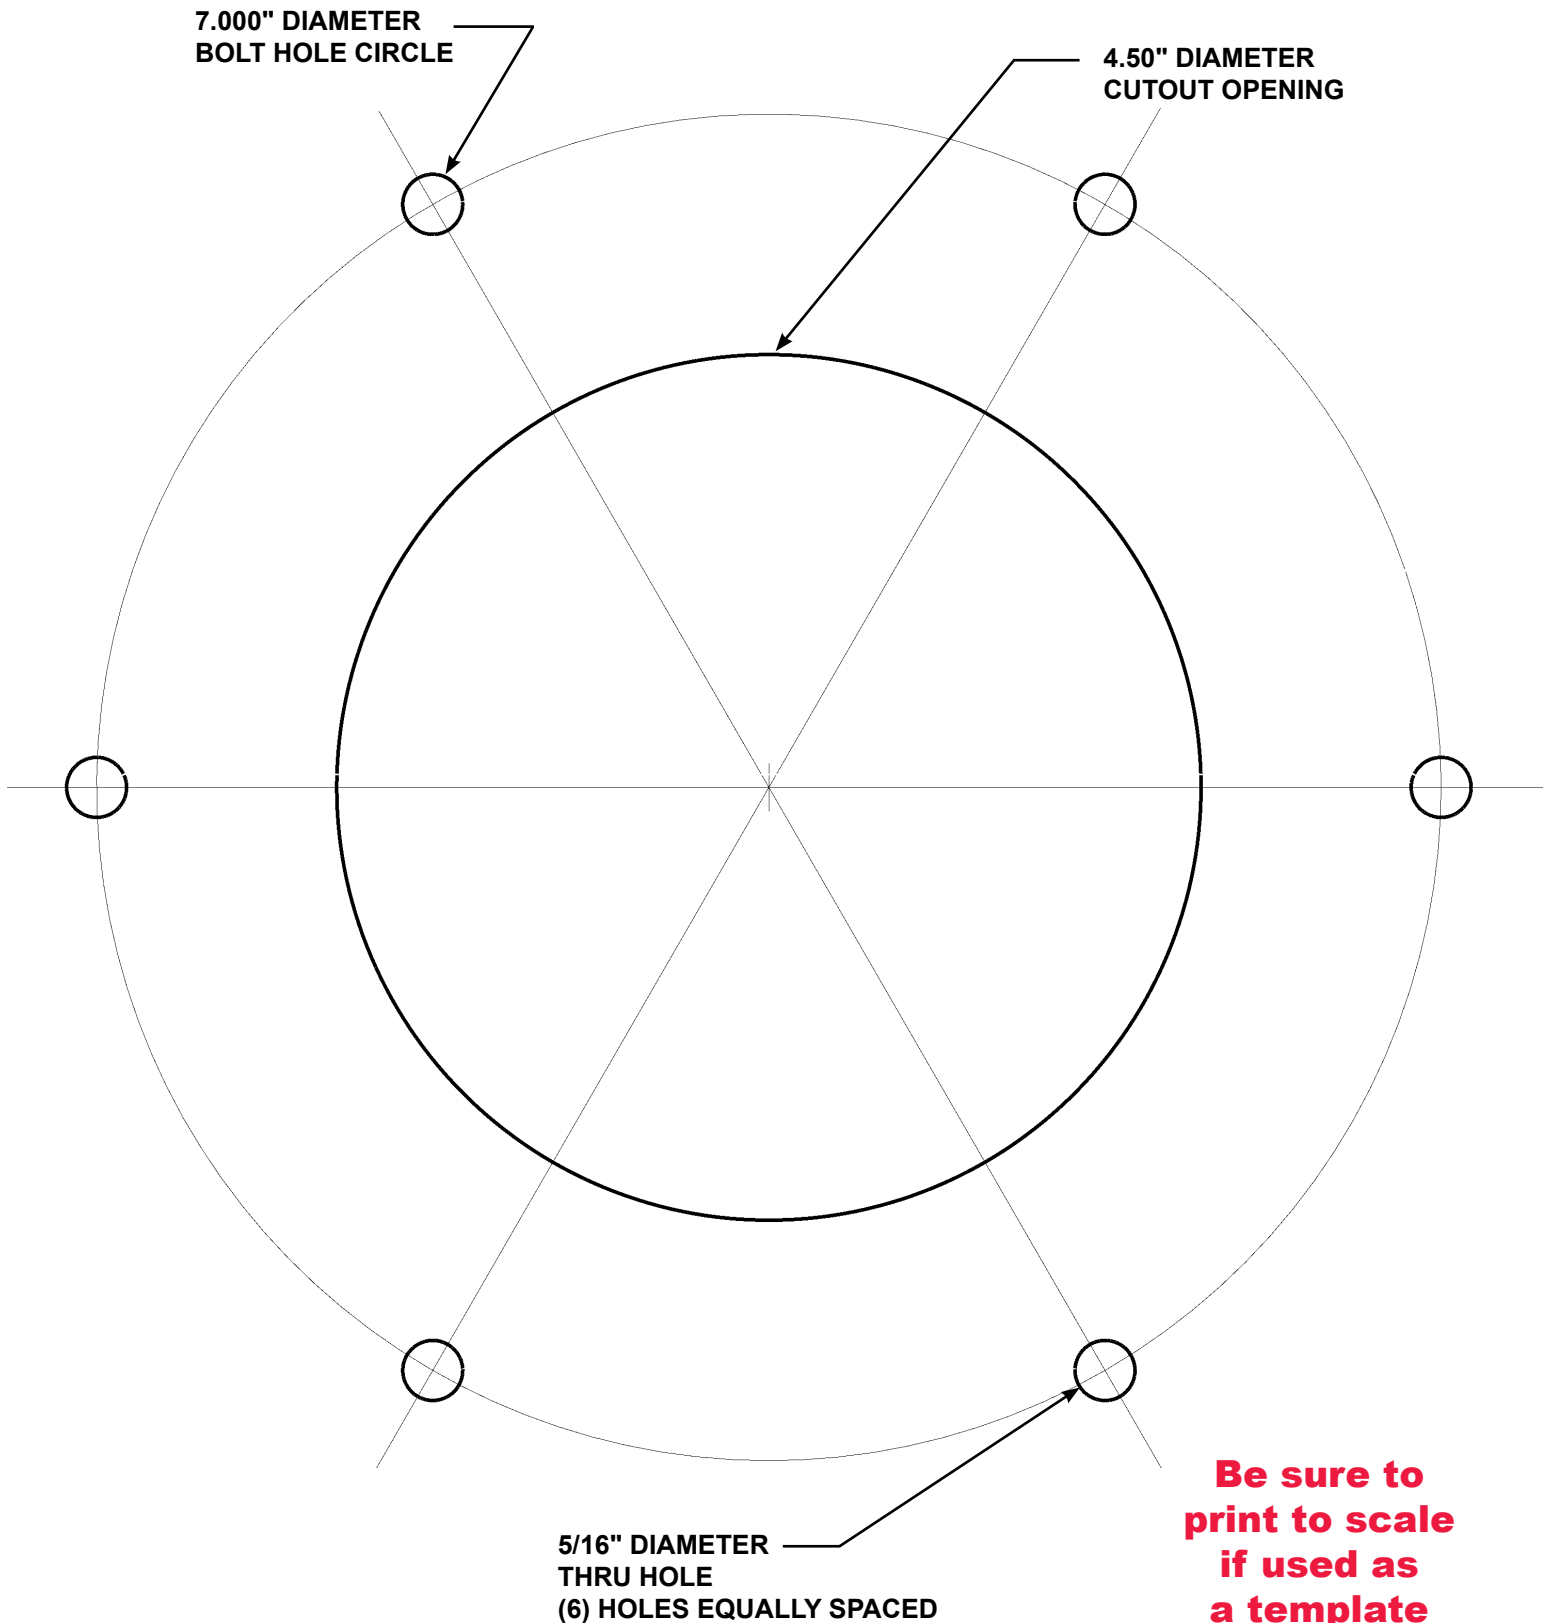 7.000" DIAMETER
BOLT HOLE CIRCLE
4.50" DIAMETER
CUTOUT OPENING
5/16" DIAMETER
THRU HOLE
(6) HOLES EQUALLY SPACED
Be sure to
print to scale
if used as
a template